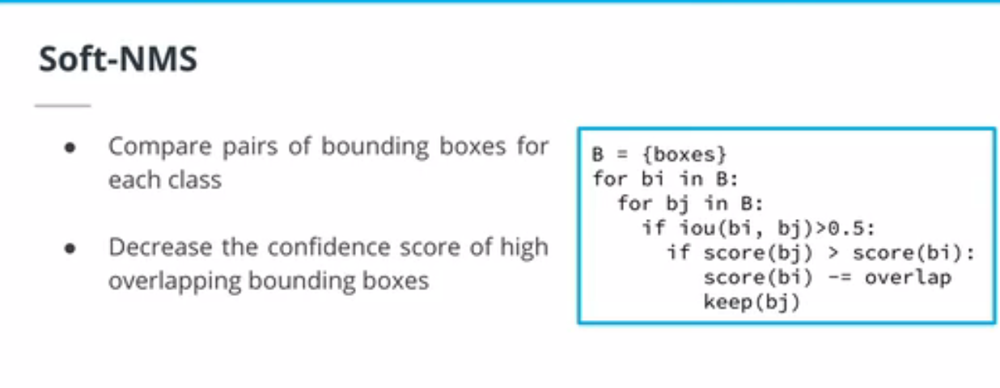 Soft-NMS
● Compare pairs of bounding boxes for
each class
● Decrease the confidence score of high
overlapping bounding boxes
B = {boxes}
for bi in B:
  for bj in B:
    if iou(bi, bj)>0.5:
      if score(bj) > score(bi):
         score(bi) -= overlap
         keep(bj)